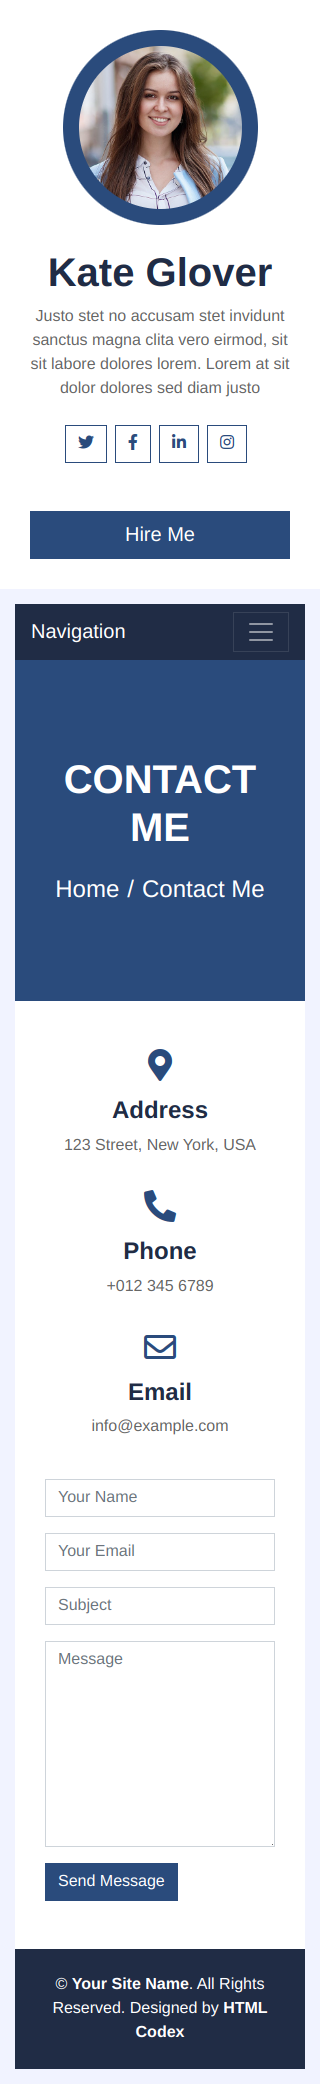 Kate Glover
Justo stet no accusam stet invidunt
sanctus magna clita vero eirmod, sit
sit labore dolores lorem. Lorem at sit
dolor dolores sed diam justo
Hire Me
Navigation
CONTACT
ME
Home / Contact Me
Address
123 Street, New York, USA
Phone
+012 345 6789
Email
info@example.com
Your Name
Your Email
Subject
Message
Send Message
© Your Site Name. All Rights
Reserved. Designed by HTML
Codex